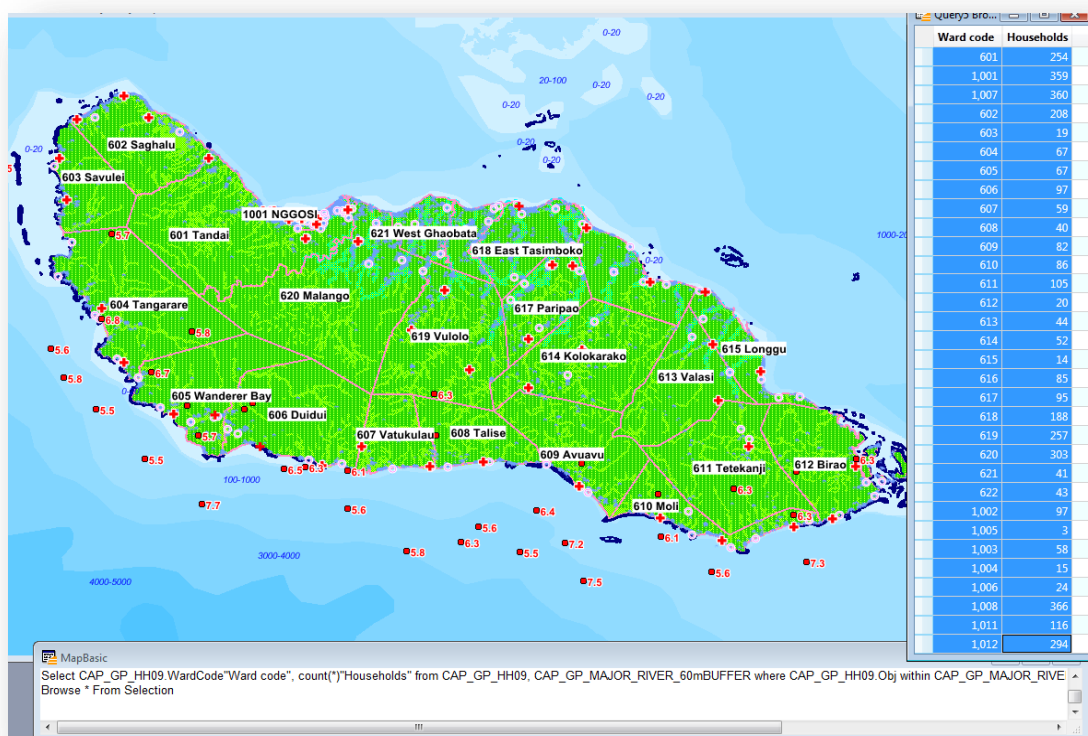 0-20
20-100
0-20
0-20
0-20
0-20
0-20
0-20
602 Saghalu
603 Savulei
1001 NGGOSI
601 Tandai
5.7
621 West Ghaobata
1000-20
618 East Tasimboko
0-20
620 Malango
604 Tangarare
6.8
617 Paripao
5.8
619 Vulolo
5.6
614 Kolokarako
615 Longgu
5.8
6.7
613 Valasi
0-20
605 Wanderer Bay
6.3
5.5
606 Duidui
5.7
607 Vatukulau
608 Talise
609 Avuavu
5.5
6.5
6.3
6.1
611 Tetekanji
612 Birao
6.3
100-1000
6.3
7.7
5.6
6.4
610 Moli
6.3
5.6
6.1
3000-4000
6.3
7.2
5.8
5.5
7.3
5.6
4000-5000
7.5
Query5 Bro...
Ward code Households
601 254
1,001 359
1,007 360
602 208
603 19
604 67
605 67
606 97
607 59
608 40
609 82
610 86
611 105
612 20
613 44
614 52
615 14
616 85
617 95
618 188
619 257
620 303
621 41
622 43
1,002 97
1,005 3
1,003 58
1,004 15
1,006 24
1,008 366
1,011 116
1,012 294
MapBasic
Select CAP_GP_HH09.WardCode"Ward code", count(*)"Households" from CAP_GP_HH09, CAP_GP_MAJOR_RIVER_60mBUFFER where CAP_GP_HH09.Obj within CAP_GP_MAJOR_RIVE
Browse * From Selection